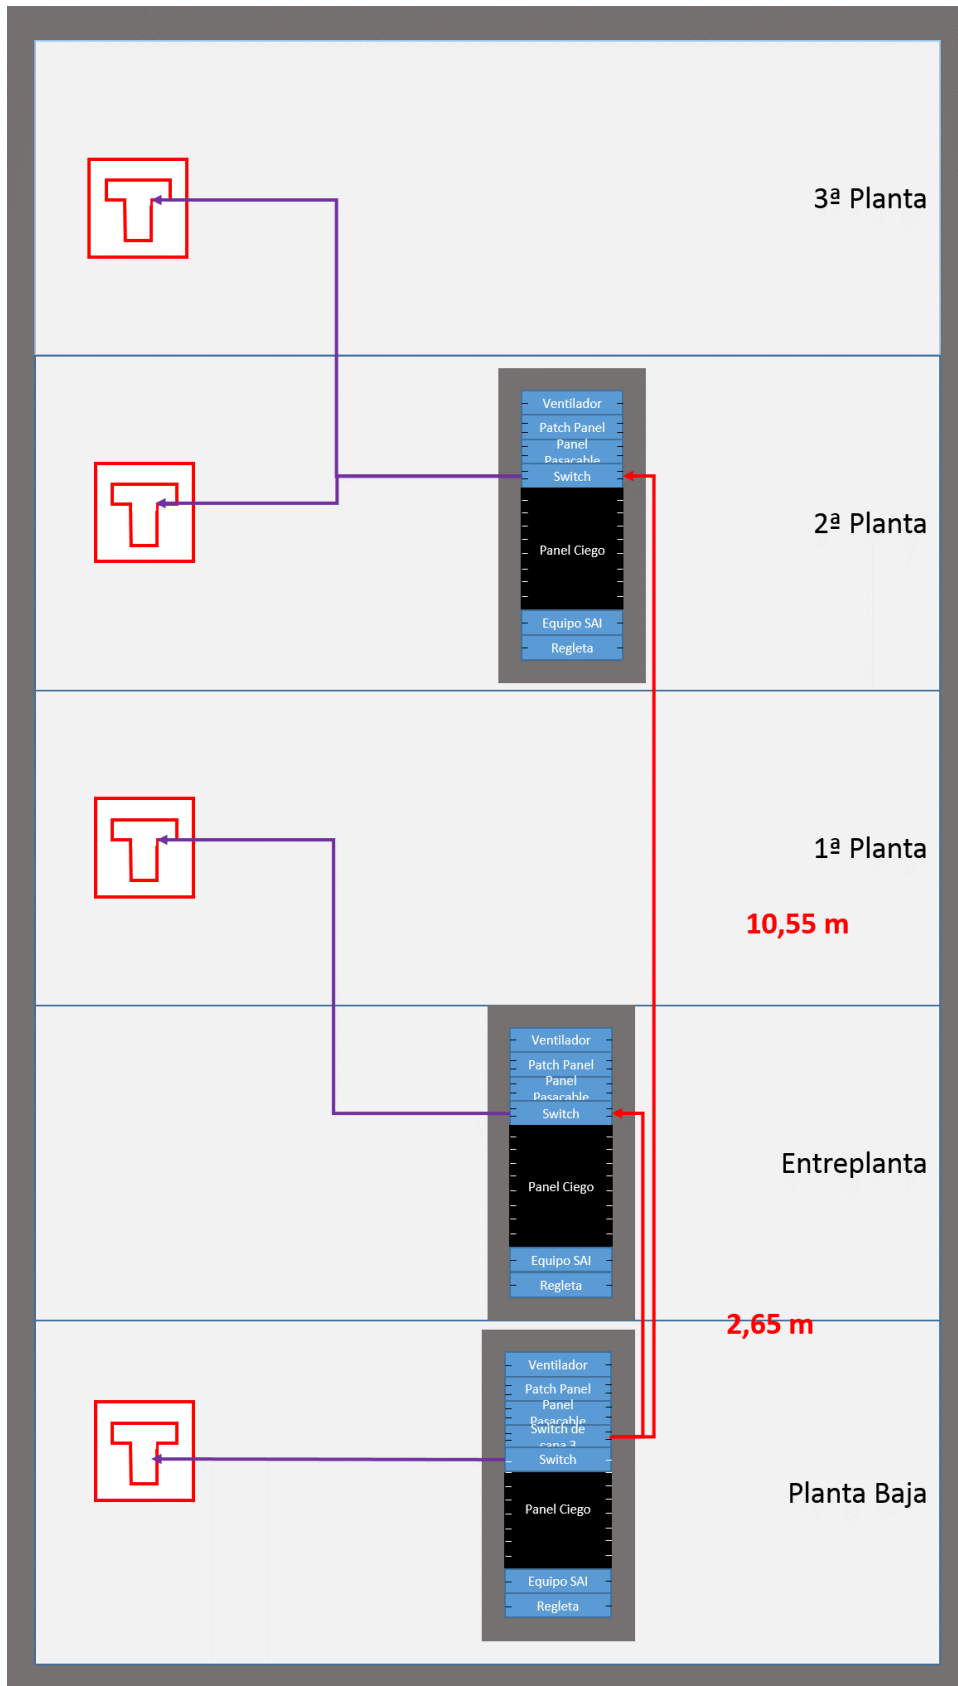 3ª Planta
Ventilador
Patch Panel
Panel
Pasacable
Switch
Panel Ciego
Equipo SAI
Regleta
2ª Planta
1ª Planta
10,55 m
Ventilador
Patch Panel
Panel
Pasacable
Switch
Panel Ciego
Equipo SAI
Regleta
Entreplanta
2,65 m
Ventilador
Patch Panel
Panel
Pasacable
Switch de
capa 3
Switch
Panel Ciego
Equipo SAI
Regleta
Planta Baja